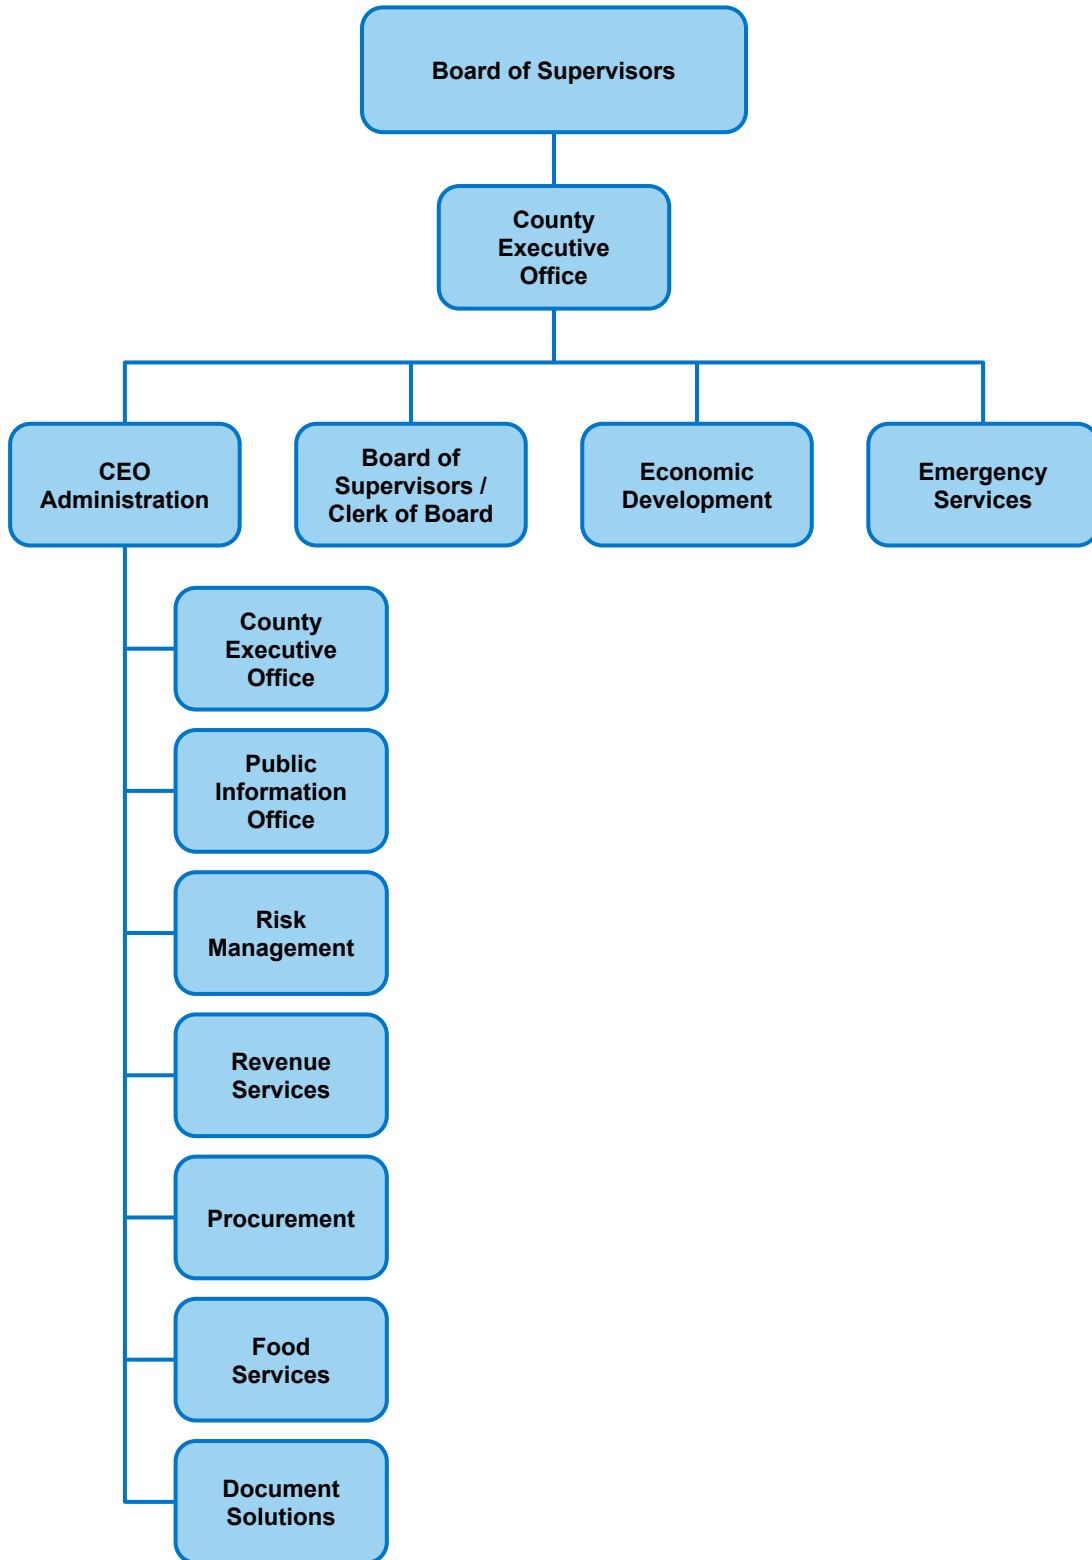 Board of Supervisors
County
Executive
Office
CEO
Administration
Board of
Supervisors /
Clerk of Board
Economic
Development
Emergency
Services
County
Executive
Office
Public
Information
Office
Risk
Management
Revenue
Services
Procurement
Food
Services
Document
Solutions